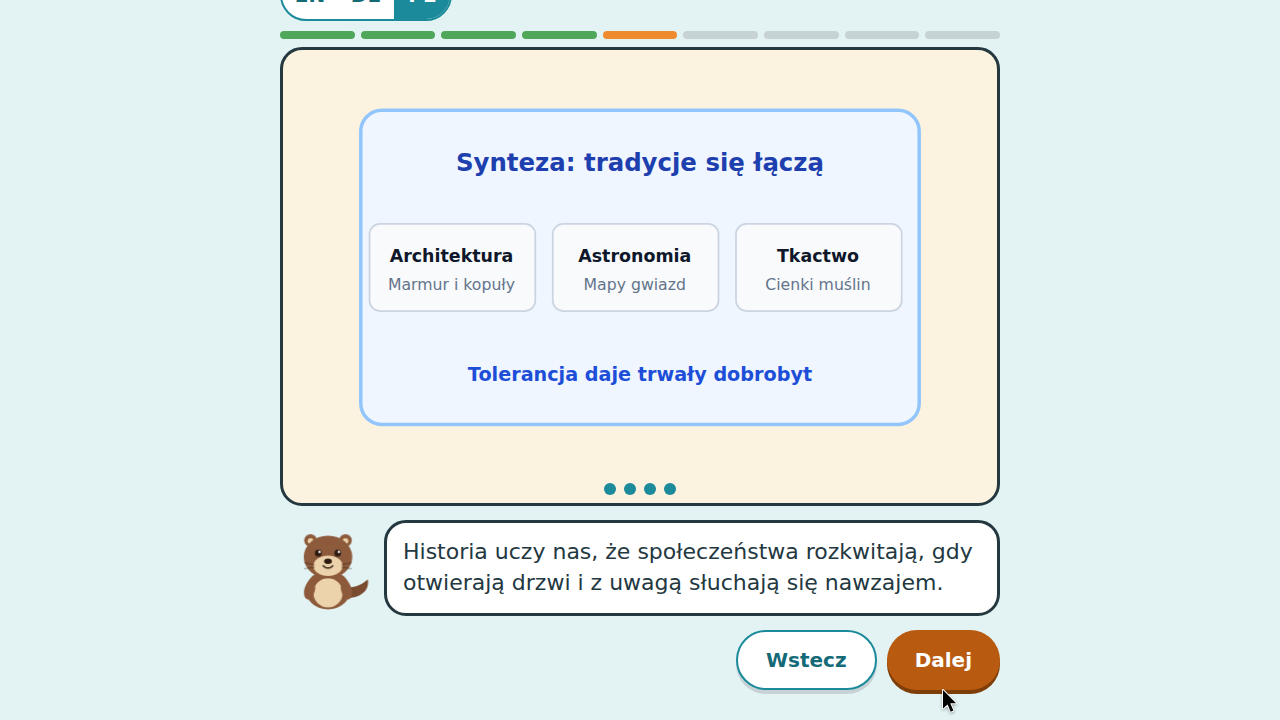 Synteza: tradycje się łączą
Architektura
Marmur i kopuły
Astronomia
Mapy gwiazd
Tkactwo
Cienki muślin
Tolerancja daje trwały dobrobyt
Historia uczy nas, że społeczeństwa rozkwitają, gdy
otwierają drzwi i z uwagą słuchają się nawzajem.
Wstecz
Dalej